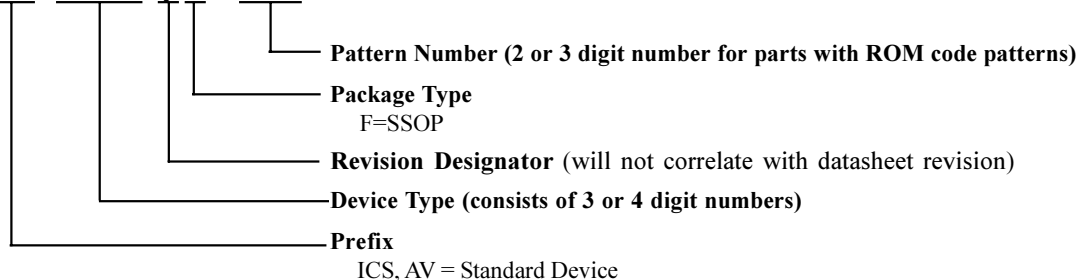 Pattern Number (2 or 3 digit number for parts with ROM code patterns)
Package Type
F=SSOP
Revision Designator (will not correlate with datasheet revision)
Device Type (consists of 3 or 4 digit numbers)
Prefix
ICS, AV = Standard Device